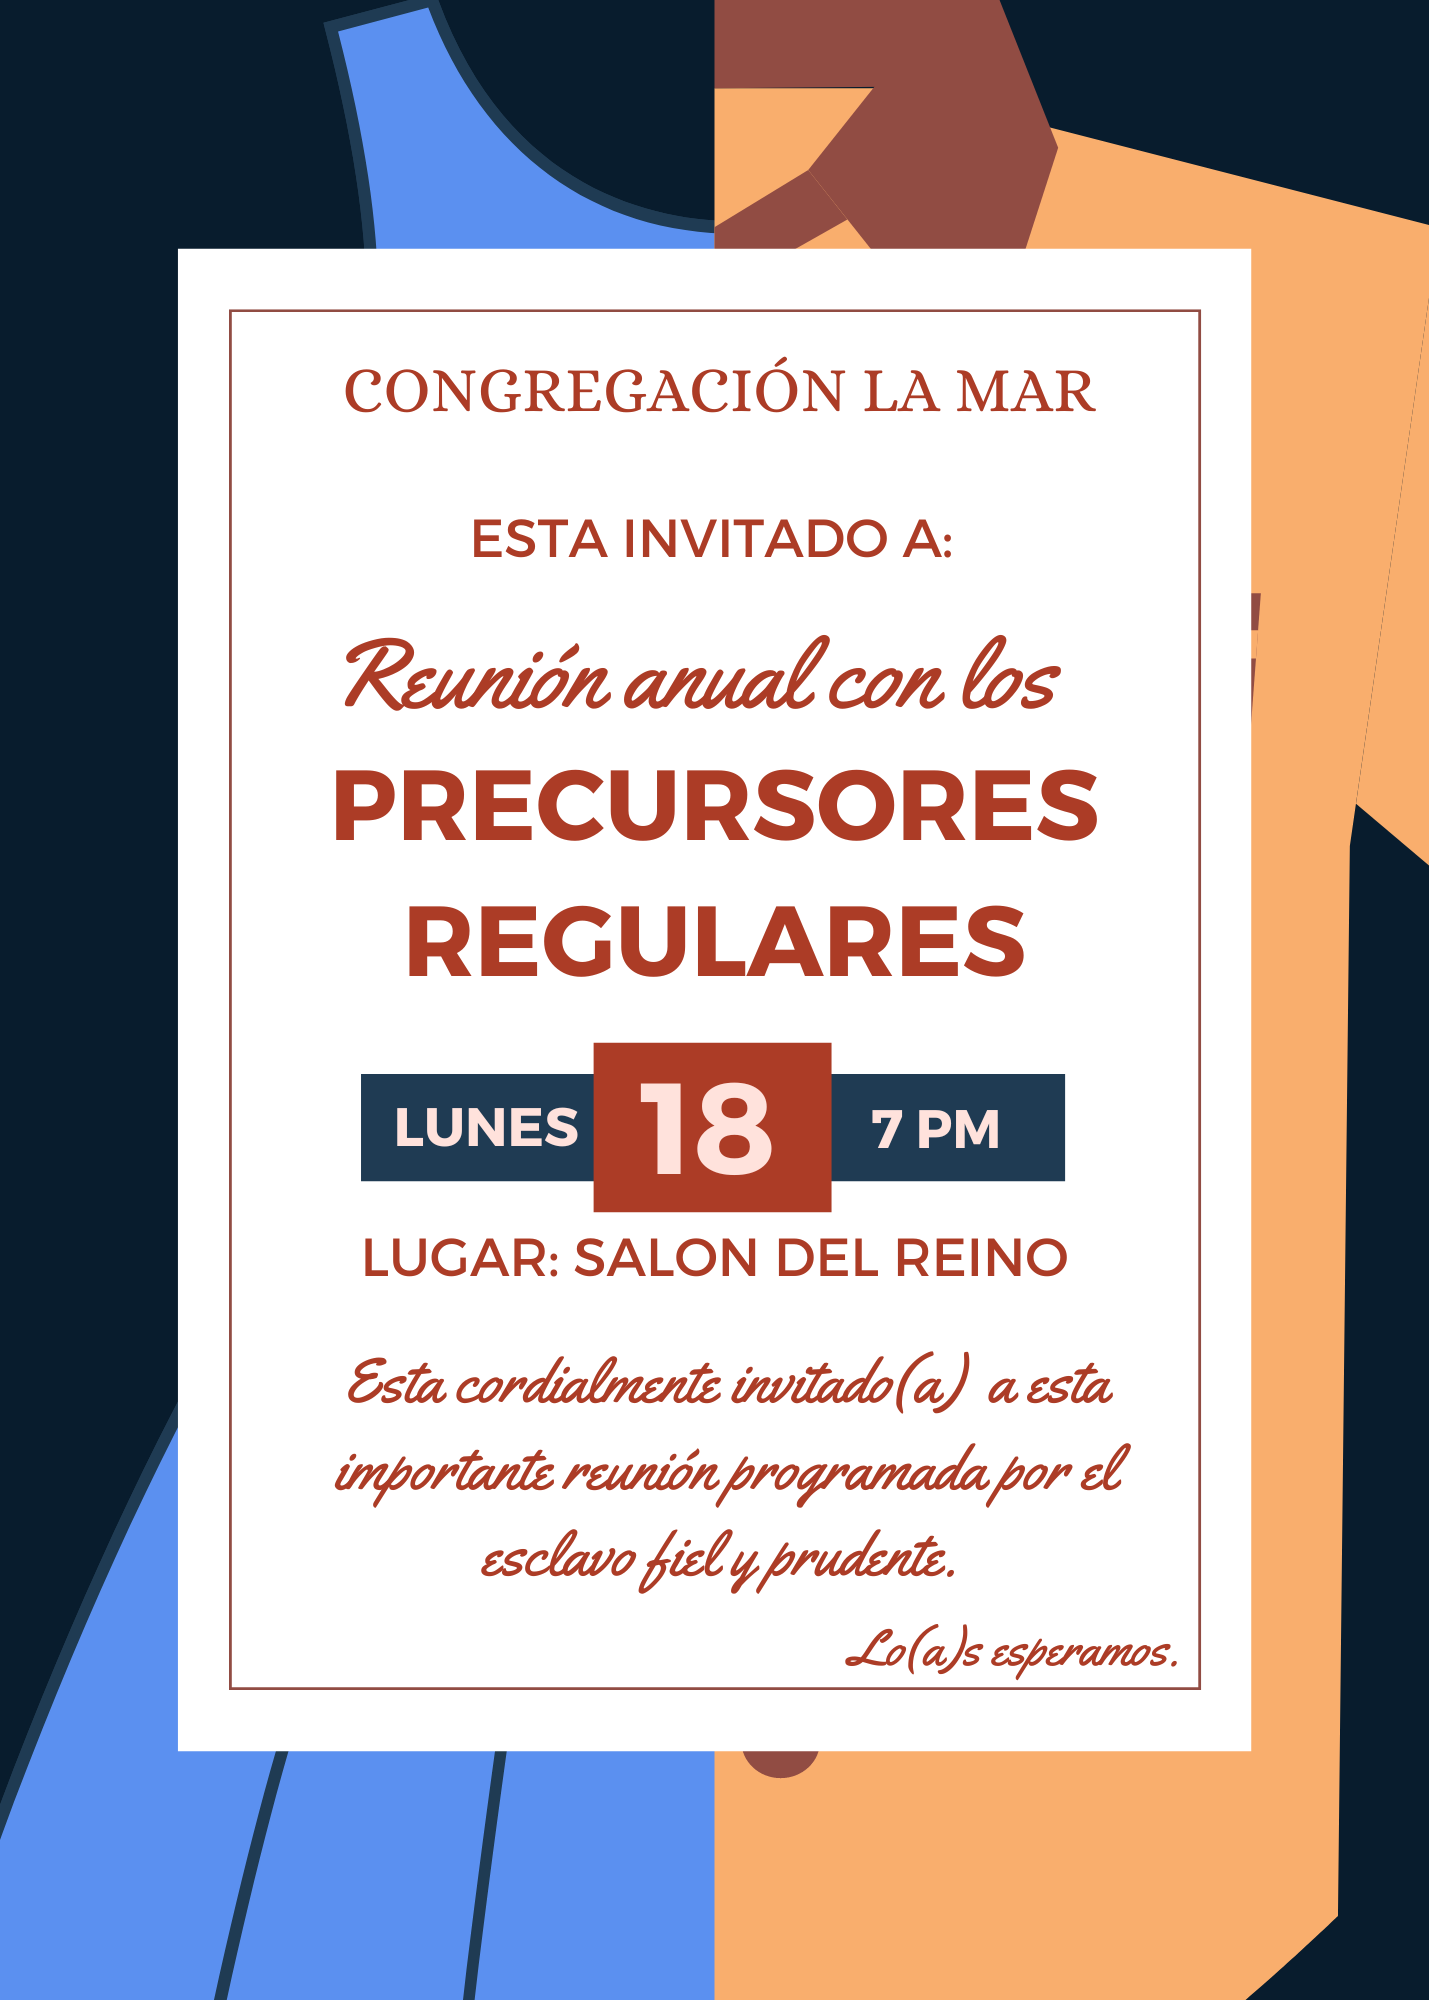 CONGREGACIÓN LA MAR
ESTA INVITADO A:
Reunión anual con los
PRECURSORES
REGULARES
LUNES 18 7 PM
LUGAR: SALON DEL REINO
Esta cordialmente invitado(a) a esta
importante reunión programada por el
esclavo fiel y prudente.
Lo(a)s esperamos.